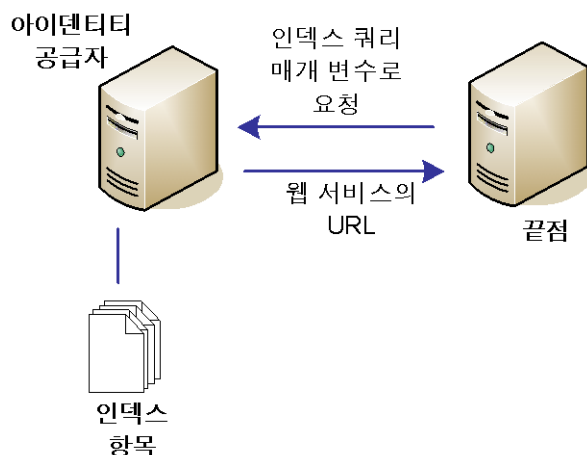 아이덴티티
공급자
인덱스 쿼리
매개 변수로
요청
웹 서비스의
URL
끝점
인덱스
항목